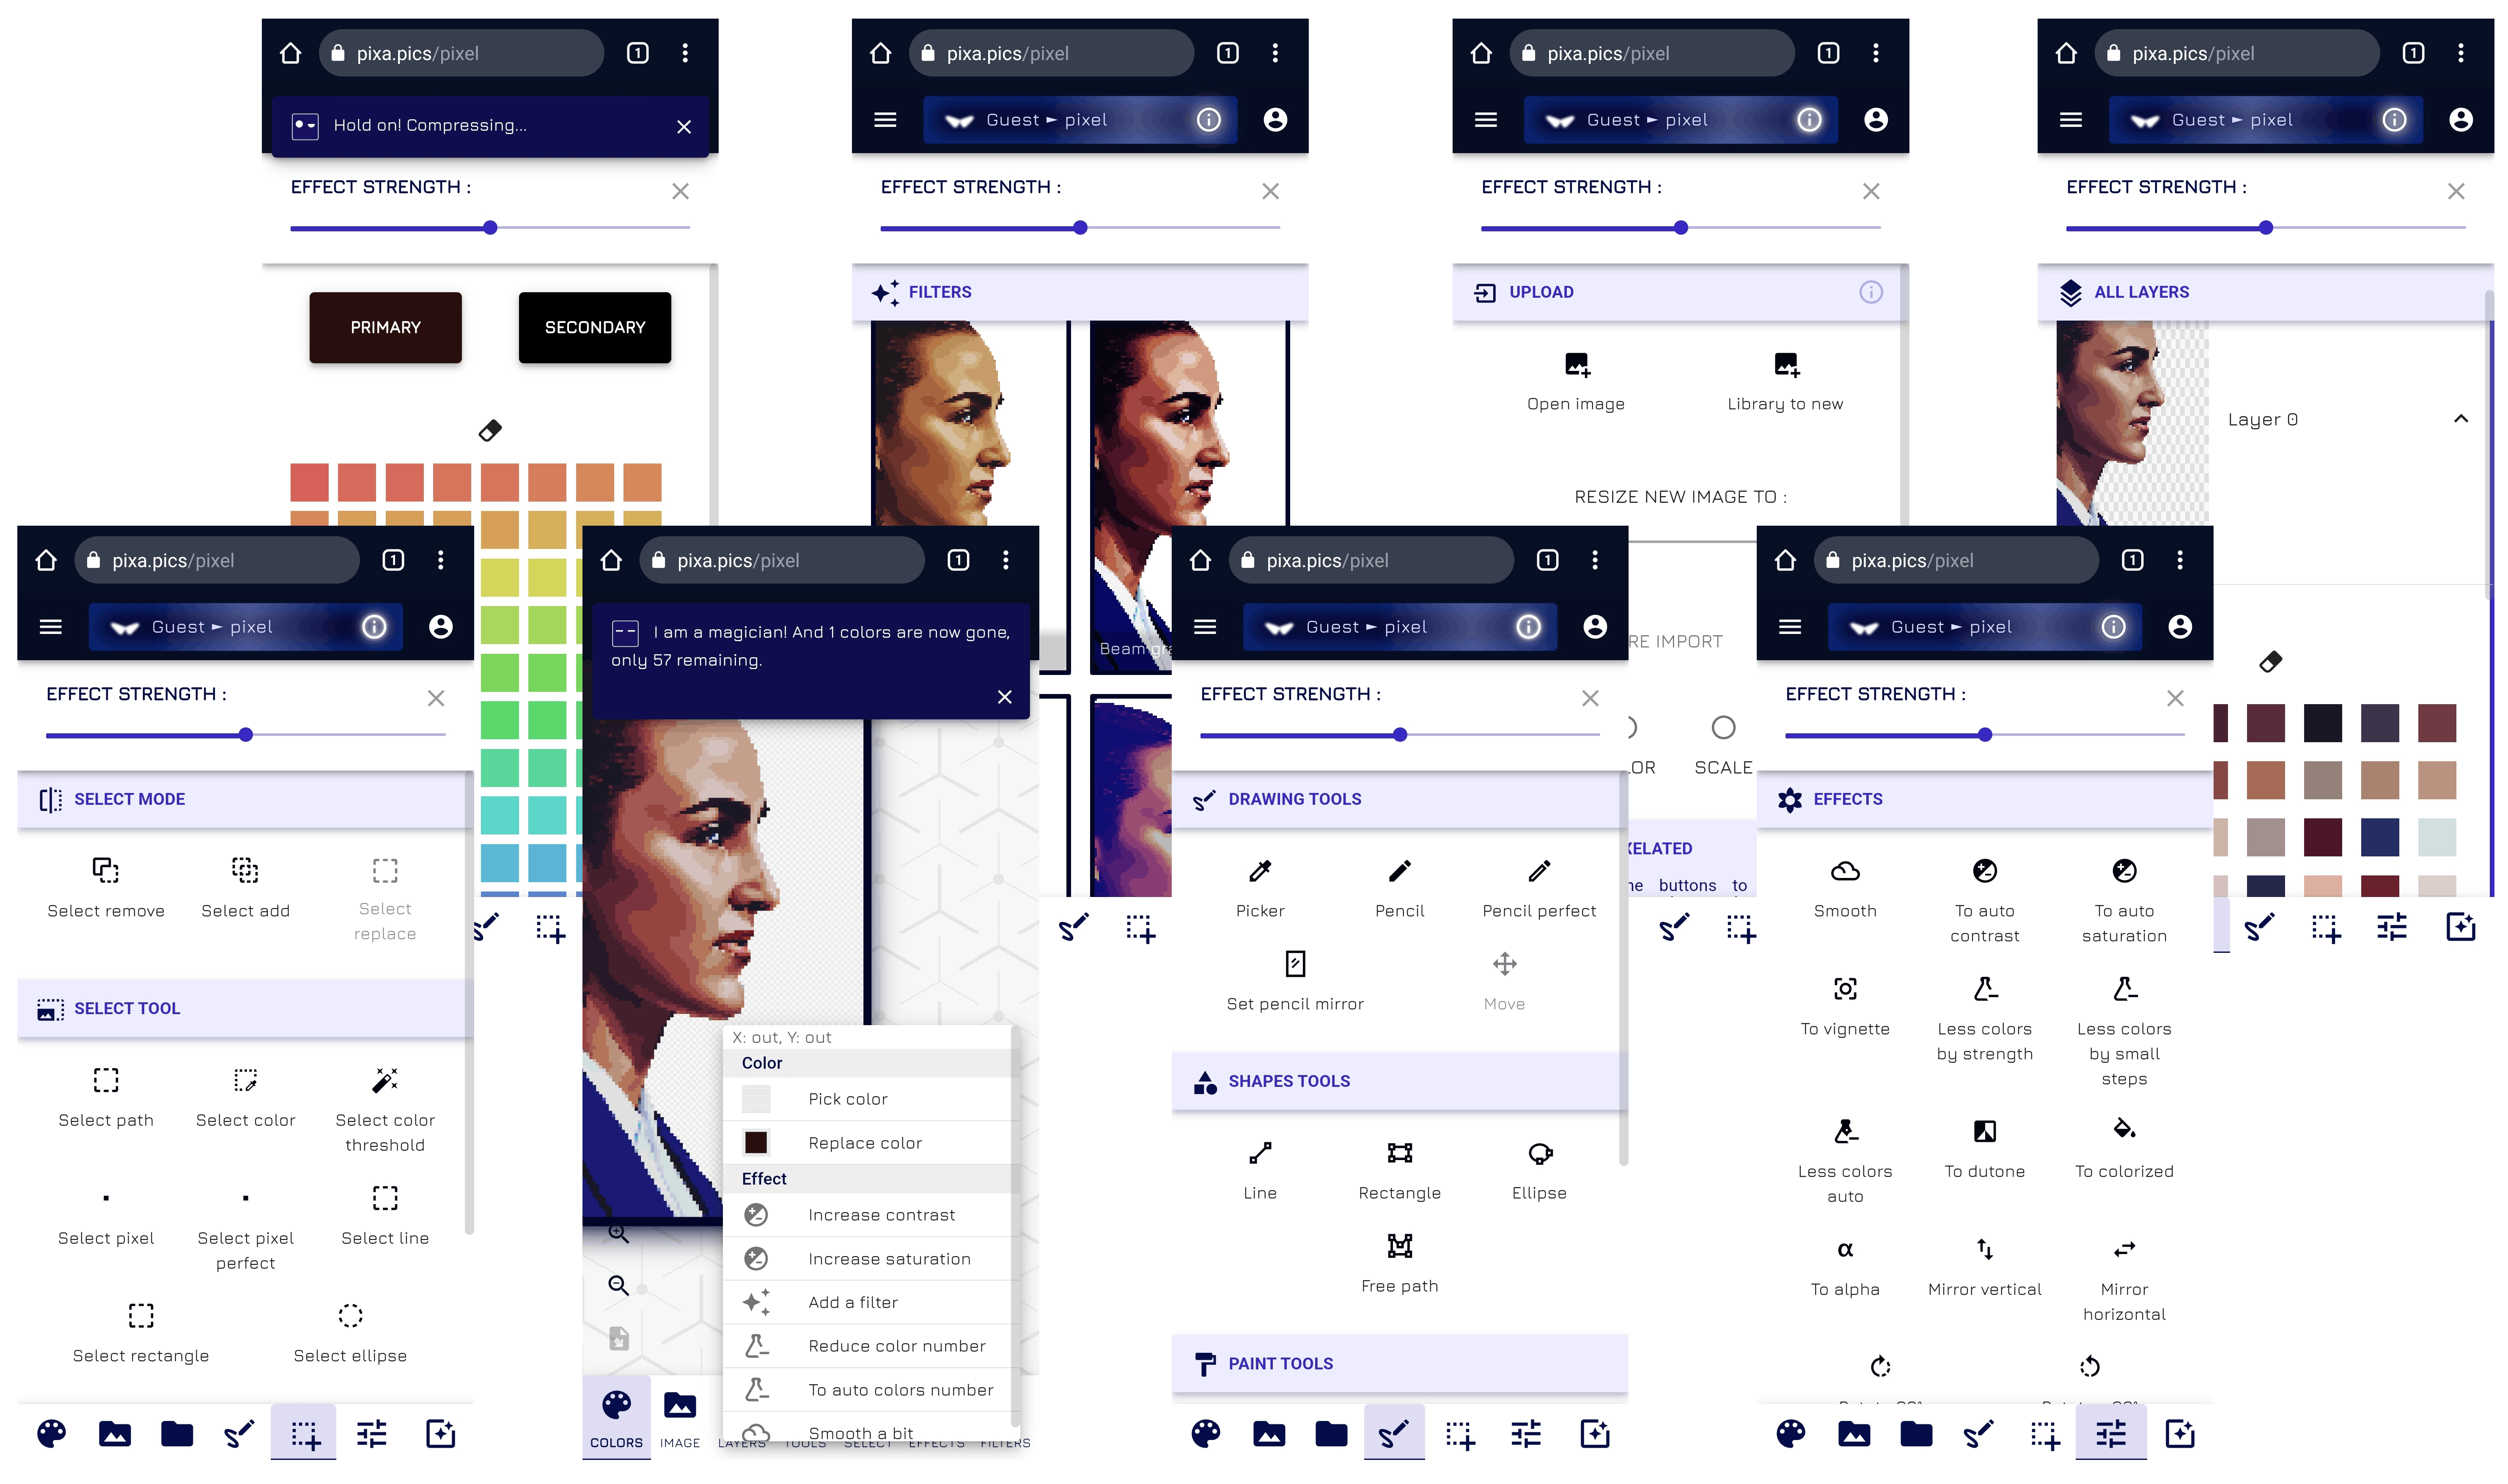 pixa.pics/pixel
1
Hold on! Compressing...
EFFECT STRENGTH :
PRIMARY
SECONDARY
pixa.pics/pixel
1
Guest ► pixel
EFFECT STRENGTH :
FILTERS
pixa.pics/pixel
1
Guest ► pixel
EFFECT STRENGTH :
UPLOAD
Open image
Library to new
RESIZE NEW IMAGE TO :
RE IMPORT
SCALE
buttons to
pixa.pics/pixel
1
Guest ► pixel
EFFECT STRENGTH :
ALL LAYERS
Layer 0
pixa.pics/pixel
1
Guest ► pixel
EFFECT STRENGTH :
SELECT MODE
Select remove
Select add
Select
replace
SELECT TOOL
Select path
Select color
Select color
threshold
Select pixel
Select pixel
perfect
Select line
Select rectangle
Select ellipse
pixa.pics/pixel
1
I am a magician! And 1 colors are now gone,
only 57 remaining.
Beam
X: out, Y: out
Color
Pick color
Replace color
Effect
Increase contrast
Increase saturation
Add a filter
Reduce color number
To auto colors number
Smooth a bit
COLORS
IMAGE
LAYERS
TOOLS
SELECT
EFFECTS
FILTERS
pixa.pics/pixel
1
Guest ► pixel
EFFECT STRENGTH :
DRAWING TOOLS
Picker
Pencil
Pencil perfect
Set pencil mirror
Move
SHAPES TOOLS
Line
Rectangle
Ellipse
Free path
PAINT TOOLS
pixa.pics/pixel
1
Guest ► pixel
EFFECT STRENGTH :
EFFECTS
Smooth
To auto
contrast
To auto
saturation
To vignette
Less colors
by strength
Less colors
by small
steps
Less colors
auto
To dutone
To colorized
α
To alpha
Mirror vertical
Mirror
horizontal